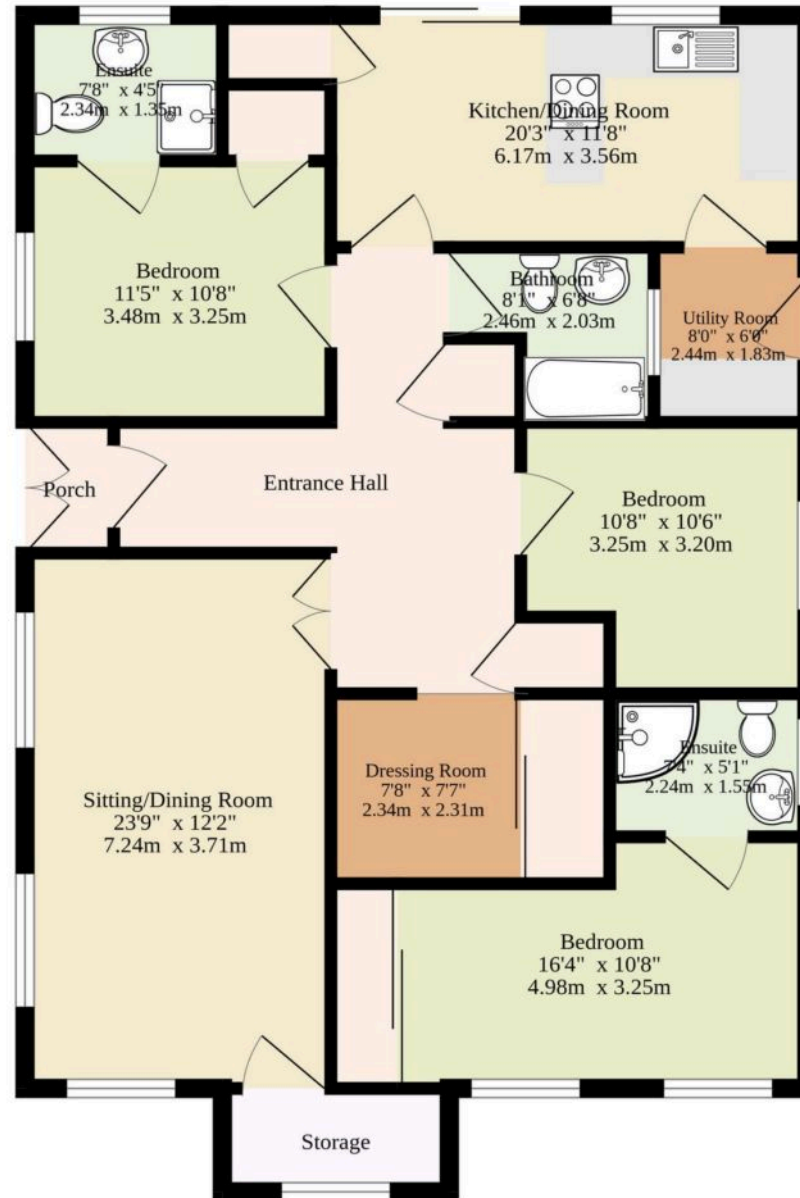 Ensuite
7'8" x 4'5"
2.34m x 1.35m
Kitchen/Dining Room
20'3" x 11'8"
6.17m x 3.56m
Bedroom
11'5" x 10'8"
3.48m x 3.25m
Bathroom
8'1" x 6'8"
2.46m x 2.03m
Utility Room
8'0" x 6'0"
2.44m x 1.83m
Porch
Entrance Hall
Bedroom
10'8" x 10'6"
3.25m x 3.20m
Sitting/Dining Room
23'9" x 12'2"
7.24m x 3.71m
Dressing Room
7'8" x 7'7"
2.34m x 2.31m
Ensuite
7'4" x 5'1"
2.24m x 1.55m
Bedroom
16'4" x 10'8"
4.98m x 3.25m
Storage